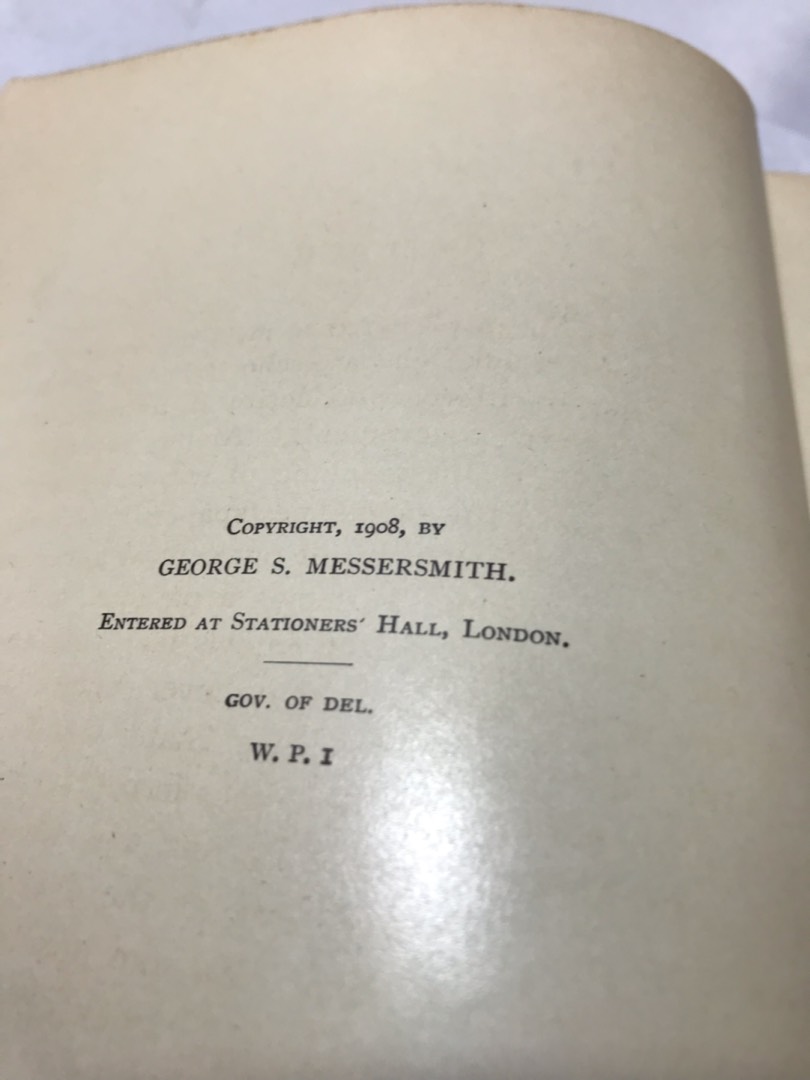 COPYRIGHT, 1908, BY
GEORGE S. MESSERSMITH.
ENTERED AT STATIONERS' HALL, LONDON.
GOV. OF DEL.
W. P. I